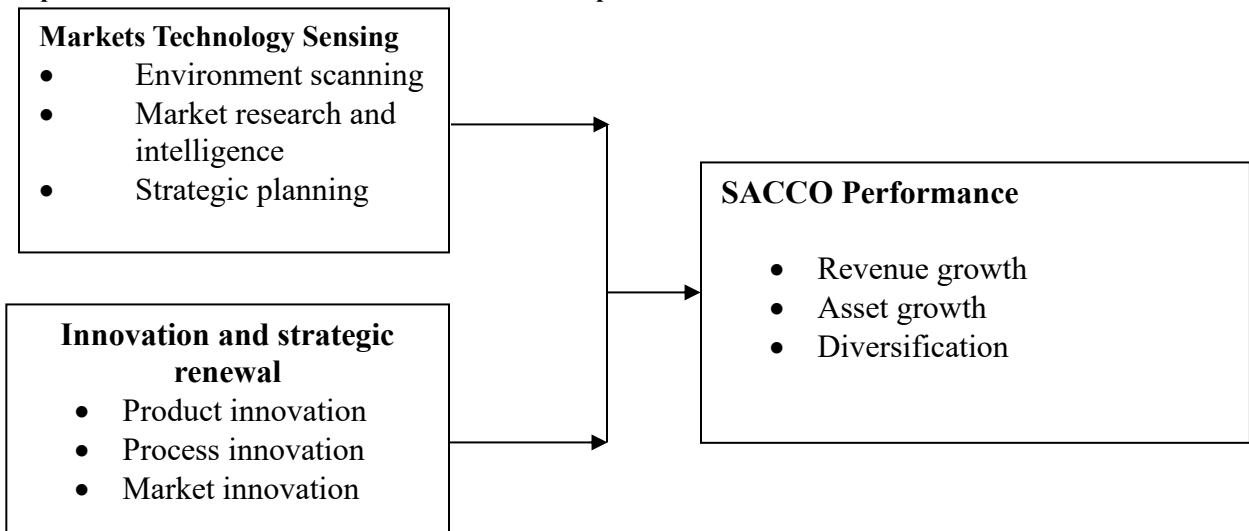 Markets Technology Sensing
• Environment scanning
• Market research and
intelligence
• Strategic planning
SACCO Performance
• Revenue growth
• Asset growth
• Diversification
Innovation and strategic
renewal
• Product innovation
• Process innovation
• Market innovation